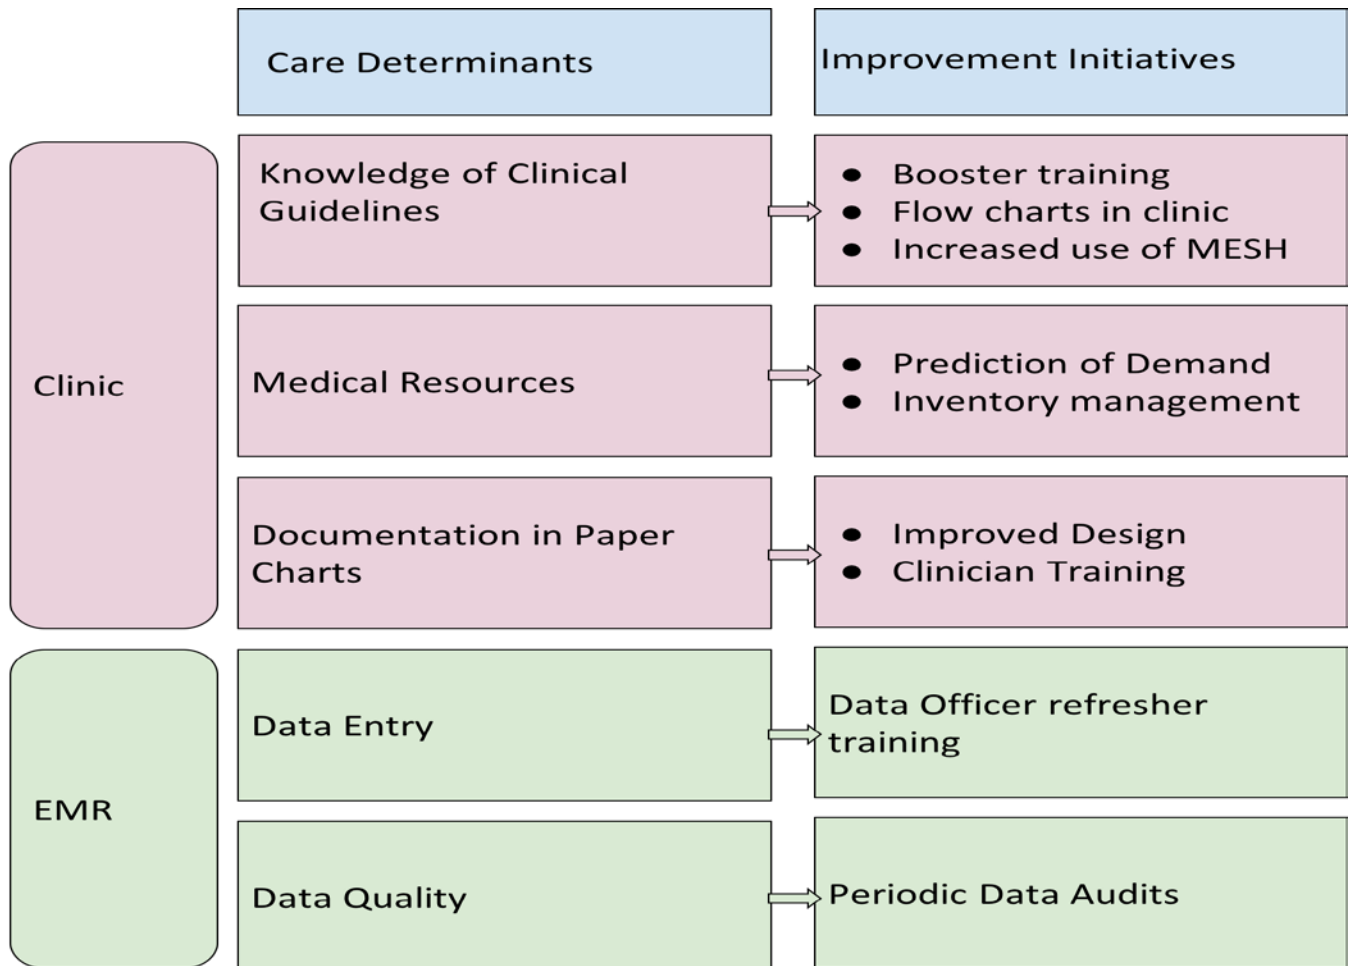 Care Determinants
Improvement Initiatives
Clinic
Knowledge of Clinical
Guidelines
● Booster training
● Flow charts in clinic
● Increased use of MESH
Medical Resources
● Prediction of Demand
● Inventory management
Documentation in Paper
Charts
● Improved Design
● Clinician Training
EMR
Data Entry
Data Officer refresher
training
Data Quality
Periodic Data Audits